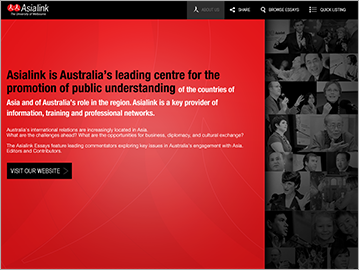 Asialink
The University of Melbourne
ABOUT US
SHARE
BROWSE ESSAYS
QUICK LISTING
Asialink is Australia's leading centre for the
promotion of public understanding of the countries of
Asia and of Australia's role in the region. Asialink is a key provider of
information, training and professional networks.
Australia's international relations are increasingly located in Asia.
What are the challenges ahead? What are the opportunities for business, diplomacy, and cultural exchange?
The Asialink Essays feature leading commentators exploring key issues in Australia's engagement with Asia.
Editors and Contributors.
VISIT OUR WEBSITE